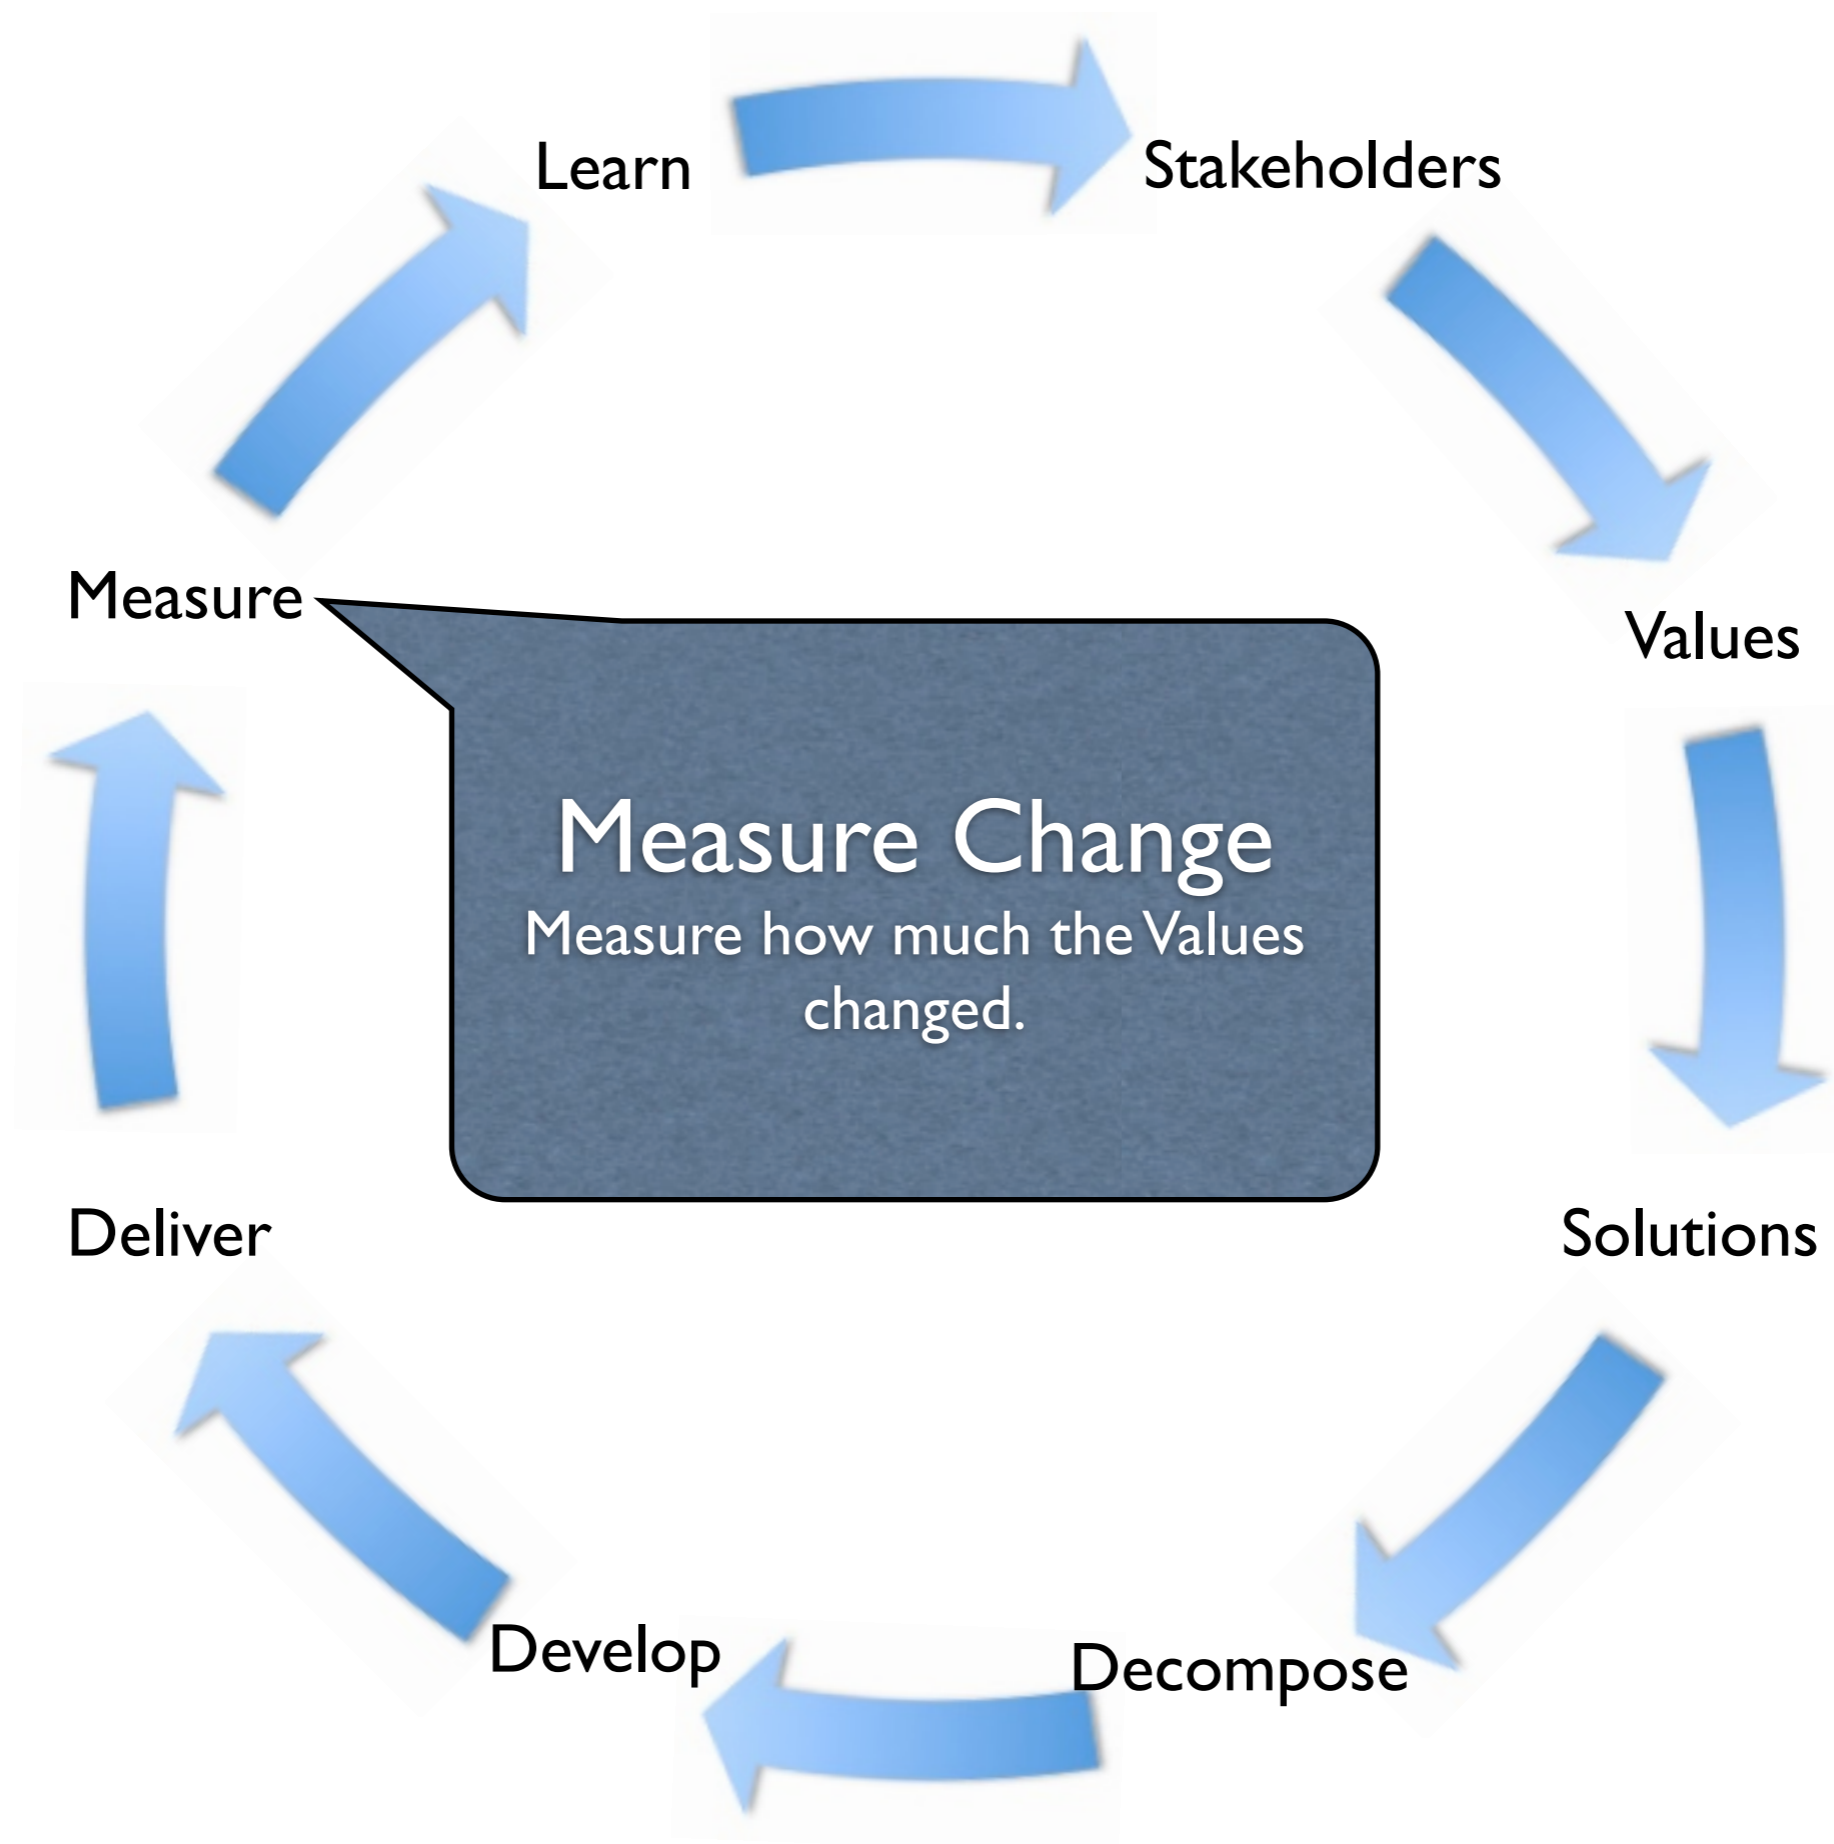 Learn
Stakeholders
Measure
Values
Measure Change
Measure how much the Values
changed.
Deliver
Solutions
Develop
Decompose